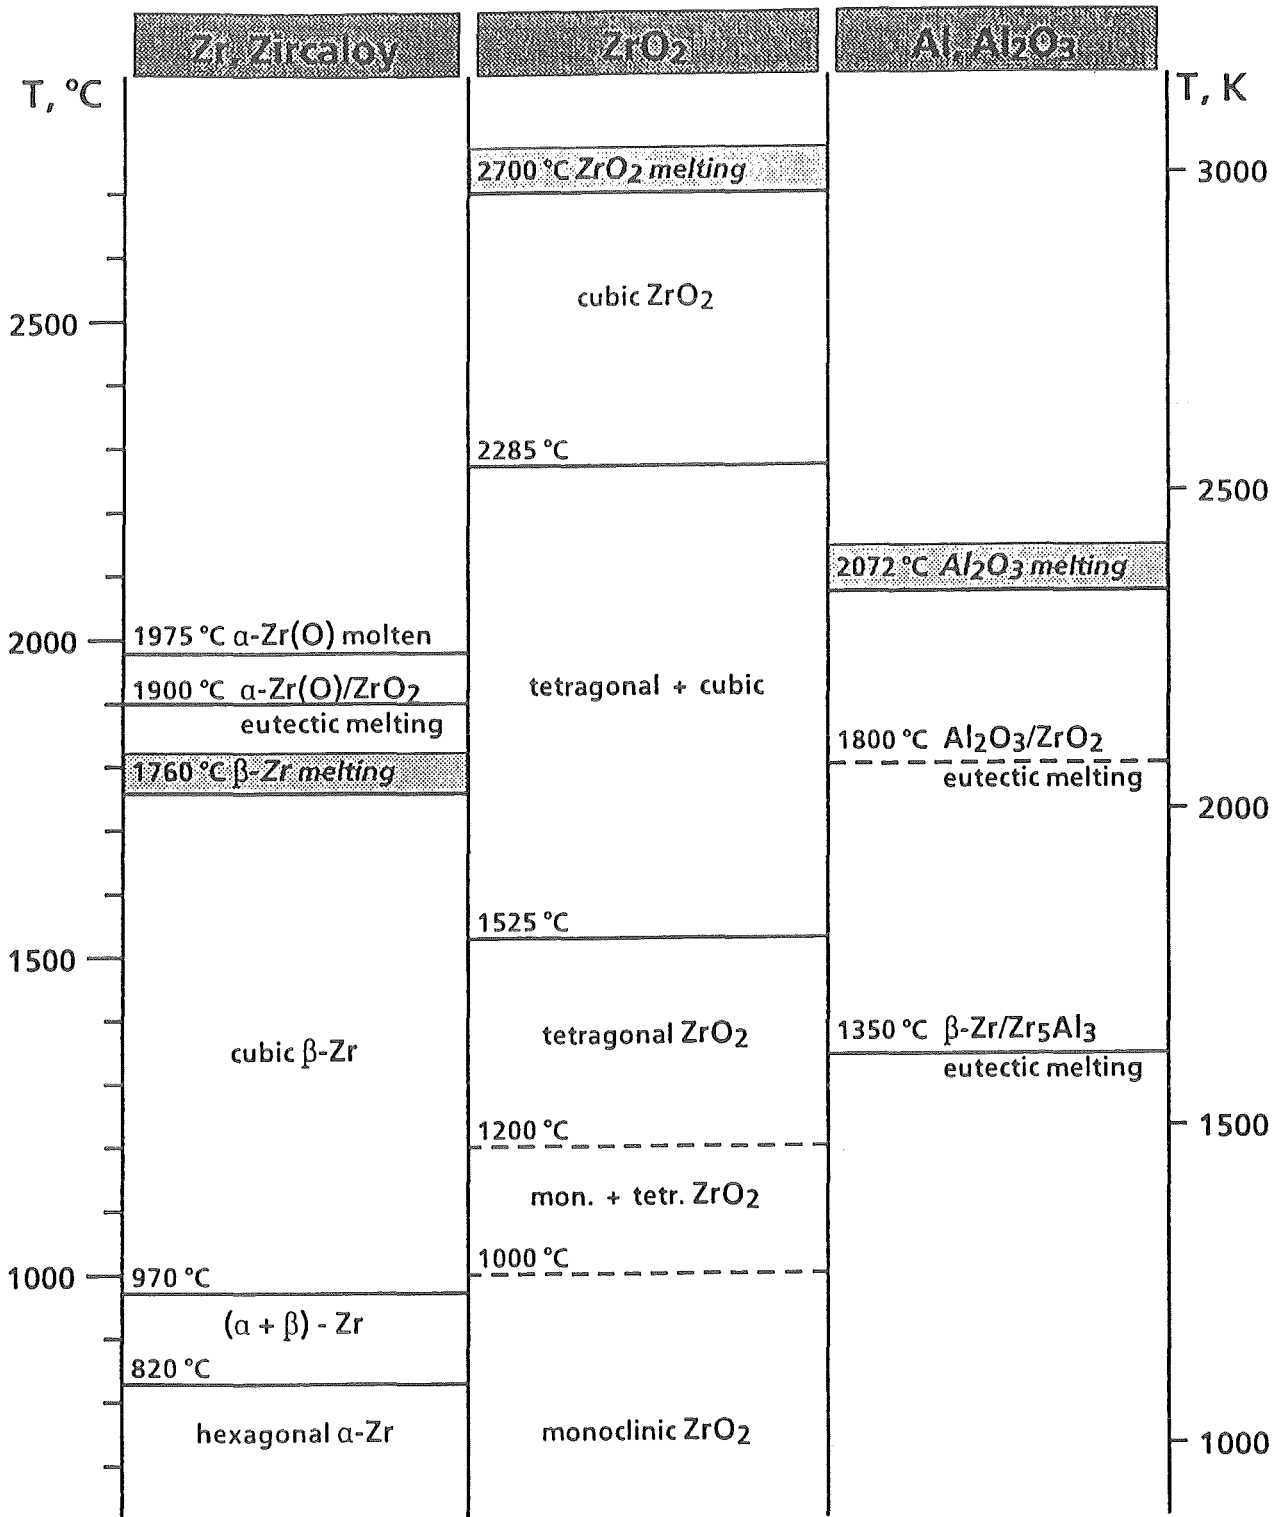 Zr, Zircaloy
ZrO2
Al, Al2O3
T, °C
T, K
2700 °C ZrO2 melting
3000
cubic ZrO2
2500
2285 °C
2500
2072 °C Al2O3 melting
2000
1975 °C α-Zr(O) molten
1900 °C α-Zr(O)/ZrO2
eutectic melting
tetragonal + cubic
1800 °C Al2O3/ZrO2
eutectic melting
1760 °C β-Zr melting
2000
1525 °C
1500
tetragonal ZrO2
1350 °C β-Zr/Zr5Al3
eutectic melting
cubic β-Zr
1200 °C
1500
mon. + tetr. ZrO2
1000 °C
1000
970 °C
(α + β) - Zr
820 °C
hexagonal α-Zr
monoclinic ZrO2
1000